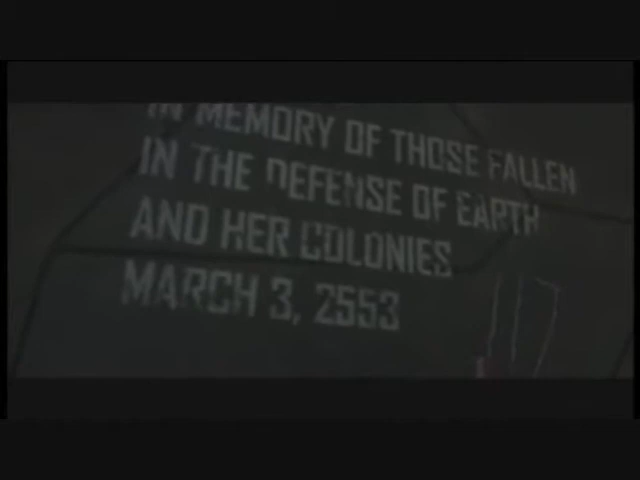 IN MEMORY OF THOSE FALLEN
IN THE DEFENSE OF EARTH
AND HER COLONIES
MARCH 3, 2553